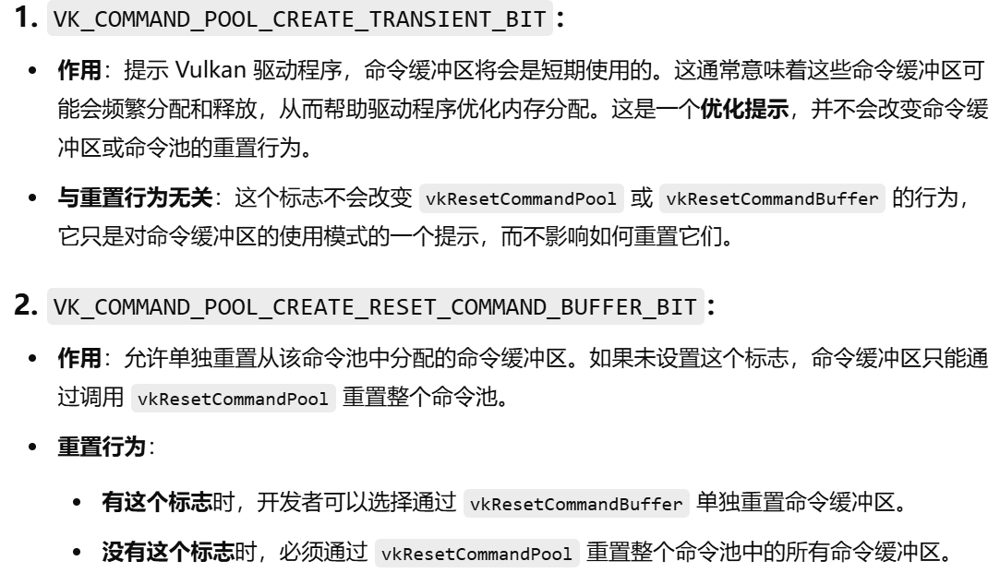 1. VK_COMMAND_POOL_CREATE_TRANSIENT_BIT：
• 作用：提示 Vulkan 驱动程序，命令缓冲区将会是短期使用的。这通常意味着这些命令缓冲区可
能会频繁分配和释放，从而帮助驱动程序优化内存分配。这是一个优化提示，并不会改变命令缓
冲区或命令池的重置行为。
• 与重置行为无关：这个标志不会改变 vkResetCommandPool 或 vkResetCommandBuffer 的行为，
它只是对命令缓冲区的使用模式的一个提示，而不影响如何重置它们。
2. VK_COMMAND_POOL_CREATE_RESET_COMMAND_BUFFER_BIT：
• 作用：允许单独重置从该命令池中分配的命令缓冲区。如果未设置这个标志，命令缓冲区只能通
过调用 vkResetCommandPool 重置整个命令池。
• 重置行为：
• 有这个标志时，开发者可以选择通过 vkResetCommandBuffer 单独重置命令缓冲区。
• 没有这个标志时，必须通过 vkResetCommandPool 重置整个命令池中的所有命令缓冲区。